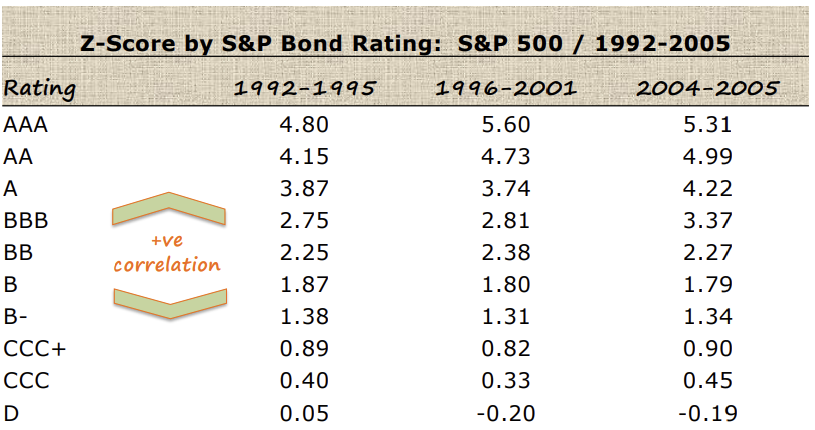 Z-Score by S&P Bond Rating: S&P 500 / 1992-2005
Rating 1992-1995 1996-2001 2004-2005
AAA 4.80 5.60 5.31
AA 4.15 4.73 4.99
A 3.87 3.74 4.22
BBB 2.75 2.81 3.37
+ve
BB 2.25 2.38 2.27
correlation
B 1.87 1.80 1.79
B- 1.38 1.31 1.34
CCC+ 0.89 0.82 0.90
CCC 0.40 0.33 0.45
D 0.05 -0.20 -0.19